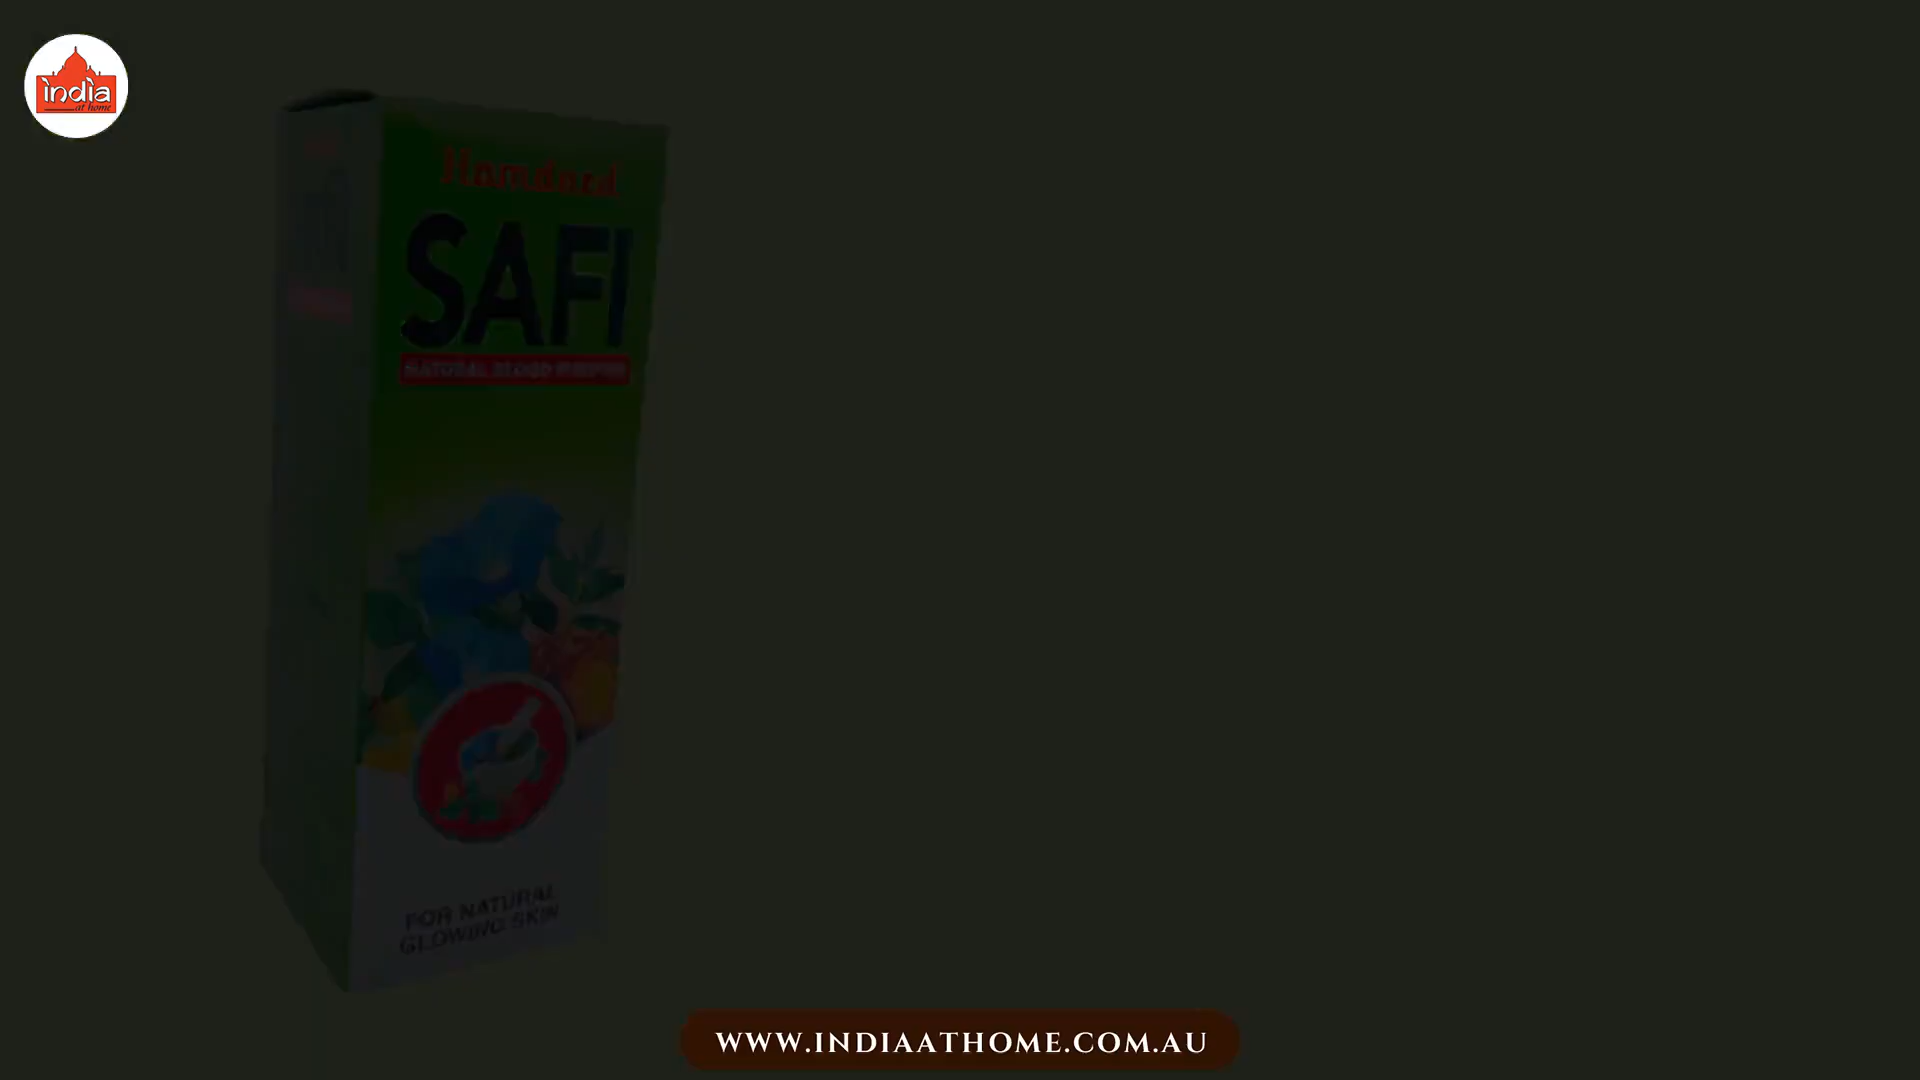 india
at home
Hamdard
SAFI
NATURAL BLOOD PURIFIER
FOR NATURAL
GLOWING SKIN
WWW.INDIAATHOME.COM.AU